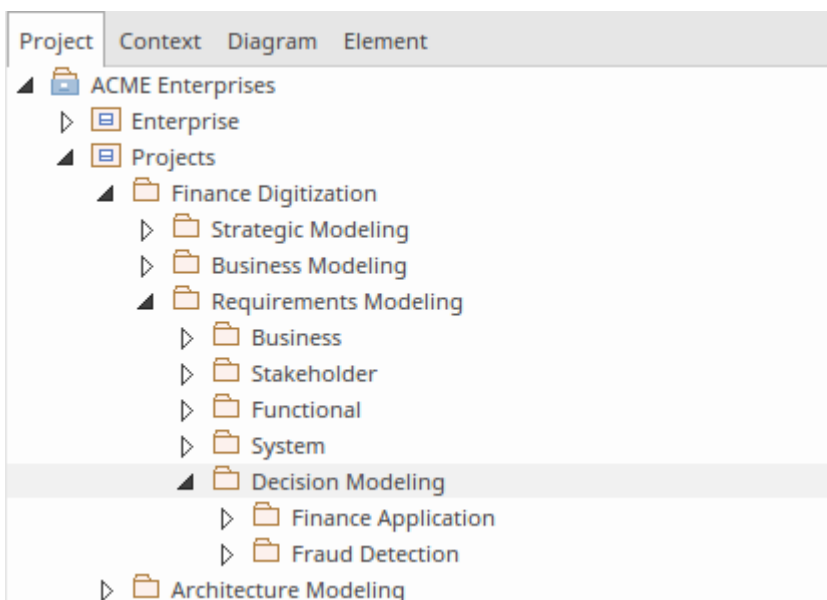 Project Context Diagram Element
ACME Enterprises
Enterprise
Projects
Finance Digitization
Strategic Modeling
Business Modeling
Requirements Modeling
Business
Stakeholder
Functional
System
Decision Modeling
Finance Application
Fraud Detection
Architecture Modeling